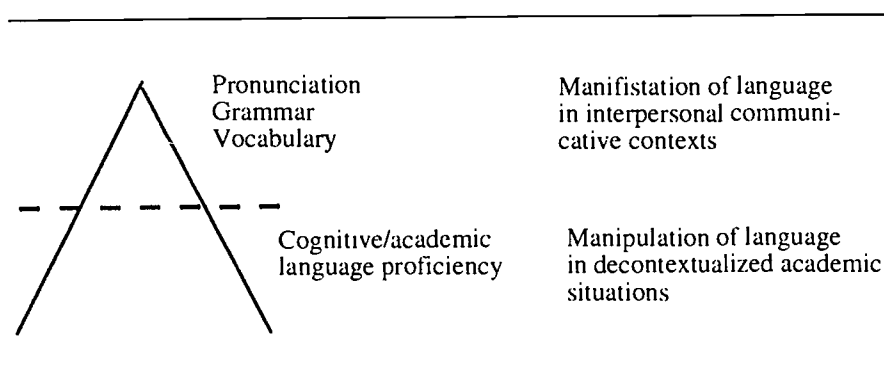 Pronunciation
Grammar
Vocabulary
Manifistation of language
in interpersonal communi-
cative contexts
Cognitive/academic
language proficiency
Manipulation of language
in decontextualized academic
situations